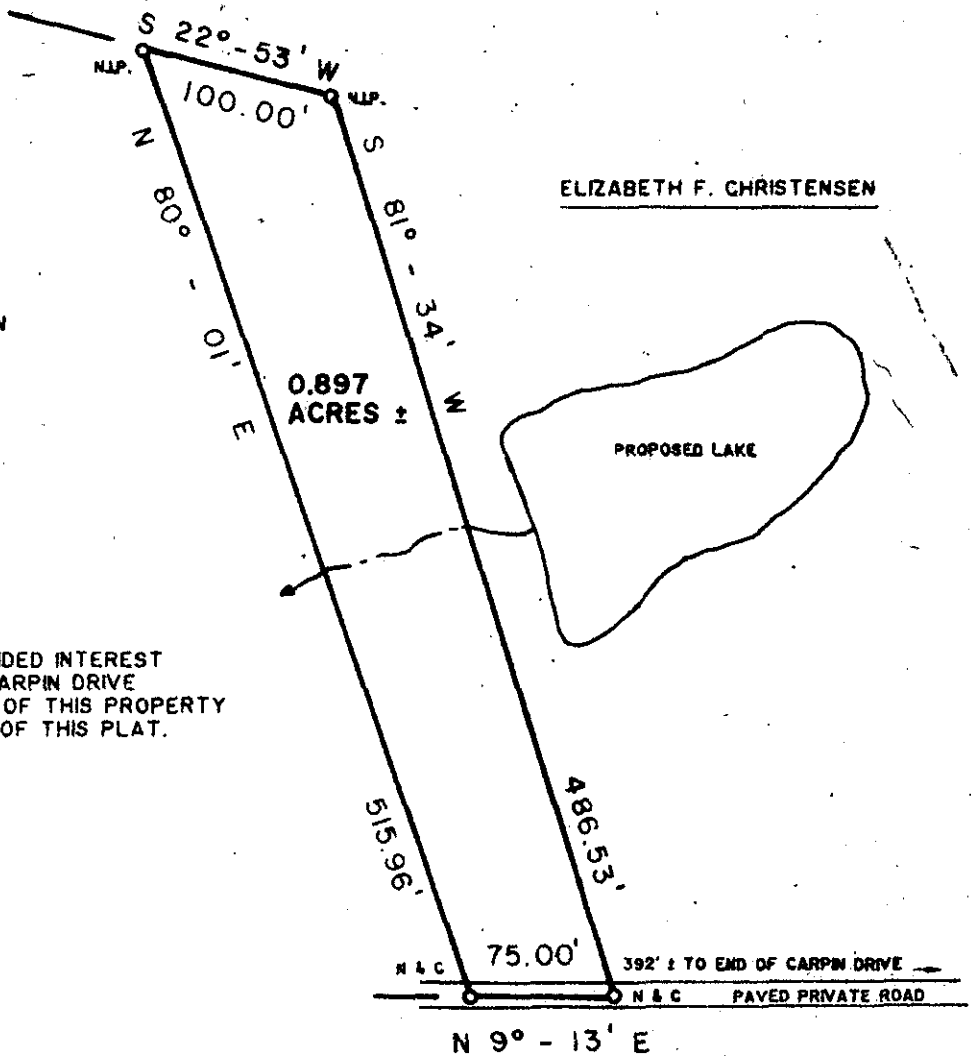 S 22° - 53' W
N.I.P.
100.00'
N.I.P.
N 80° - 01' E
S 81° - 34' W
ELIZABETH F. CHRISTENSEN
N
0.897
ACRES ±
PROPOSED LAKE
DED INTEREST
ARPIN DRIVE
OF THIS PROPERTY
OF THIS PLAT.
515.96'
486.53'
75.00'
392' ± TO END OF CARPIN DRIVE
N & C
N & C
PAVED PRIVATE ROAD
N 9° - 13' E